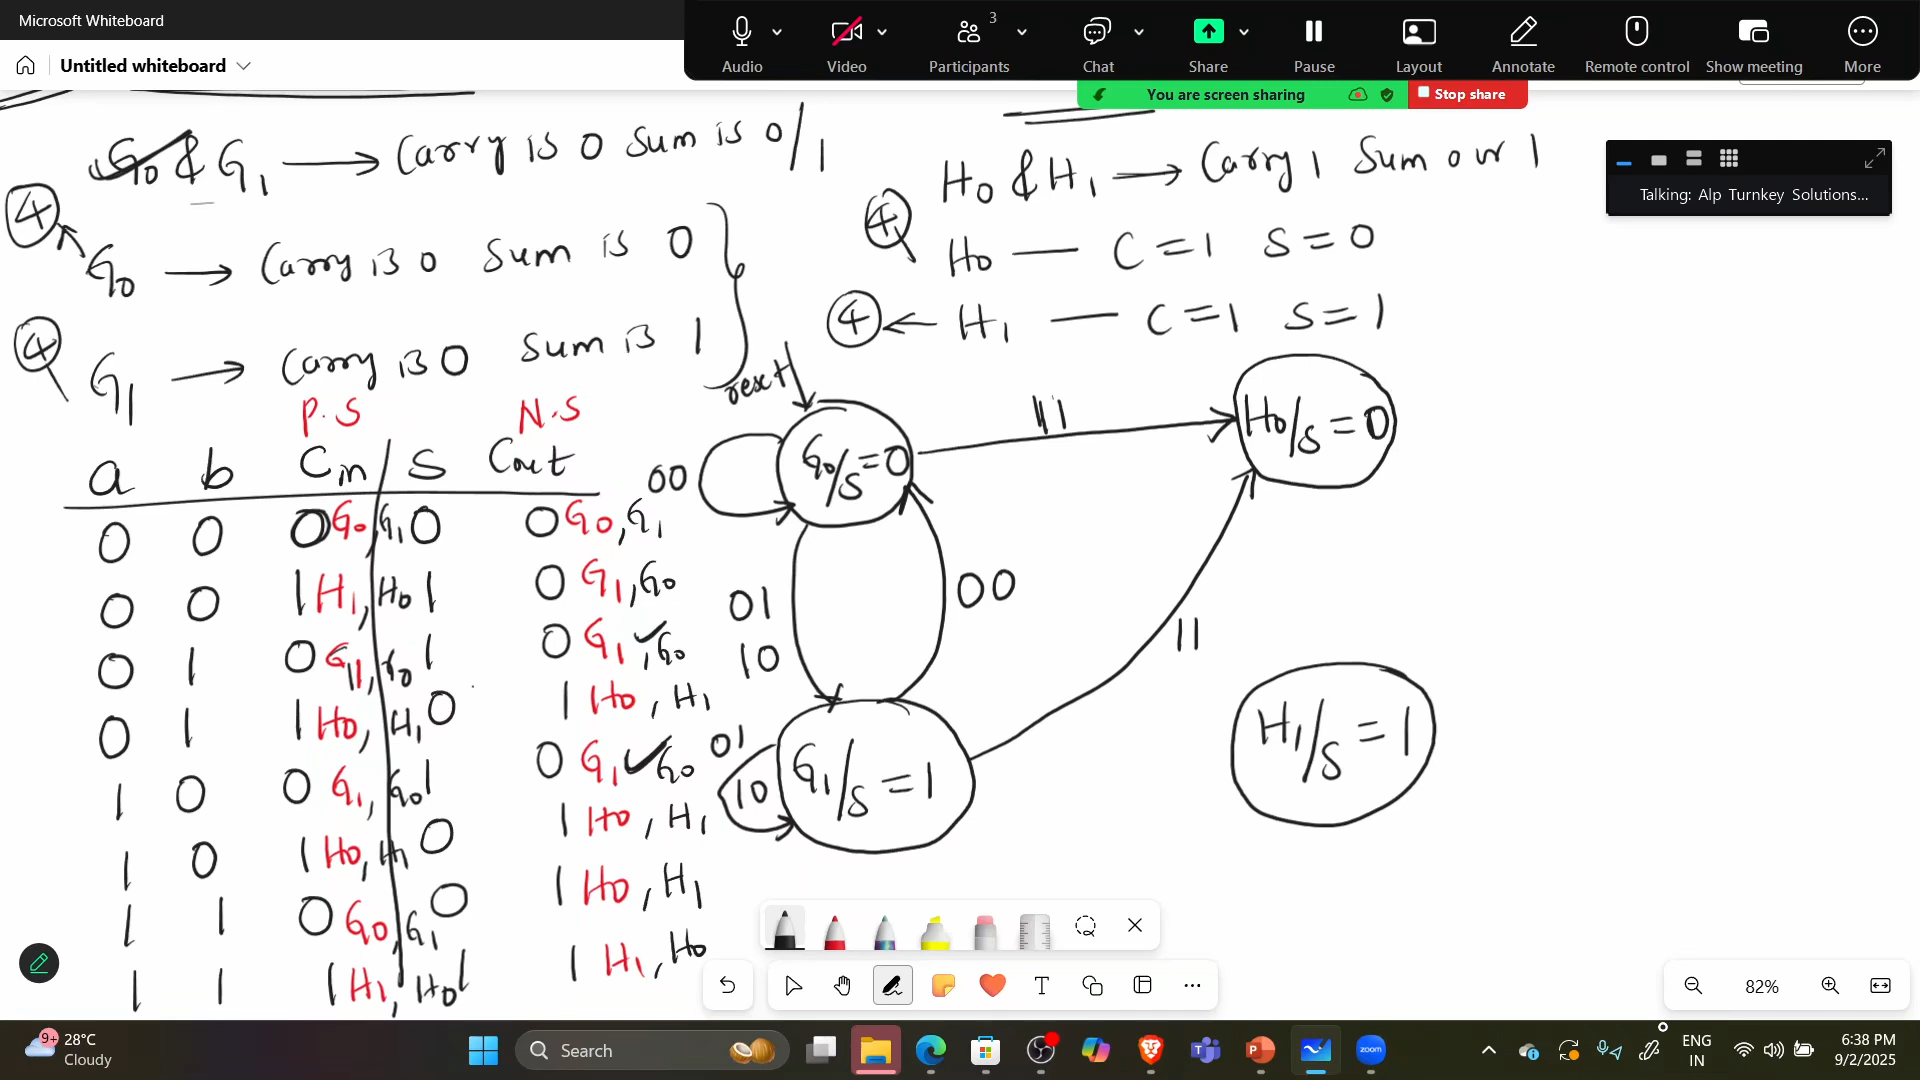 Microsoft Whiteboard
Untitled whiteboard
Audio
Video
3
Participants
Chat
Share
Pause
Layout
Annotate
Remote control
Show meeting
More
You are screen sharing
Stop share
Talking: Alp Turnkey Solutions...
G0 & G1 → Carry is 0 Sum is 0/1
4
G0 → Carry is 0 Sum is 0
4
G1 → Carry is 0 Sum is 1
H0 & H1 → Carry 1 Sum 0 or 1
4
H0 — C = 1 S = 0
4 ← H1 — C = 1 S = 1
P.S N.S
a b Cin / S Cout
0 0 0 G0, G1 0 0 G0, G1
0 0 1 H1, H0 1 0 G1, G0
0 1 0 G1, G0 1 0 G1, G0
0 1 1 H0, H1 0 1 H0, H1
1 0 0 G1, G0 1 0 G1 G0
1 0 1 H0, H1 0 1 H0, H1
1 1 0 G0, G1 0 1 H0, H1
1 1 1 H1, H0 1 1 H1, H0
reset
00
G0/S=0
11
H0/S=0
01
10
00
11
01
10
G1/S=1
H1/S=1
82%
9+
28°C
Cloudy
Search
zoom
ENG
IN
6:38 PM
9/2/2025